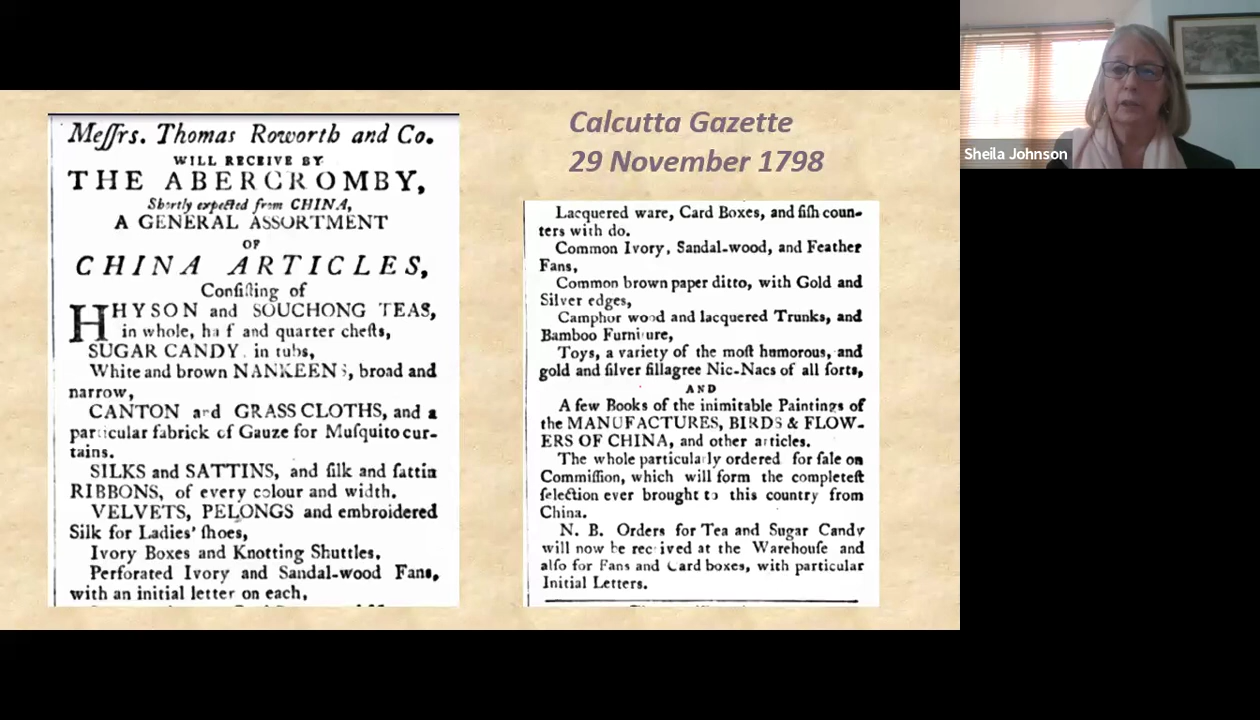 Meſſrs. Thomas Roworth and Co.
WILL RECEIVE BY
THE ABERCROMBY,
Shortly expected from CHINA,
A GENERAL ASSORTMENT
OF
CHINA ARTICLES,
Conſiſting of
HHYSON and SOUCHONG TEAS,
in whole, ha f and quarter cheſts,
SUGAR CANDY in tubs,
White and brown NANKEENS, broad and
narrow,
CANTON and GRASS CLOTHS, and a
particular fabrick of Gauze for Muſquito cur-
tains.
SILKS and SATTINS, and ſilk and ſattin
RIBBONS, of every colour and width.
VELVETS, PELONGS and embroidered
Silk for Ladies' ſhoes,
Ivory Boxes and Knotting Shuttles,
Perforated Ivory and Sandal-wood Fans,
with an initial letter on each,
Calcutta Gazette
29 November 1798
Lacquered ware, Card Boxes, and fiſh coun-
ters with do.
Common Ivory, Sandal-wood, and Feather
Fans,
Common brown paper ditto, with Gold and
Silver edges,
Camphor wood and lacquered Trunks, and
Bamboo Furniture,
Toys, a variety of the moſt humorous, and
gold and ſilver fillagree Nic-Nacs of all ſorts,
AND
A few Books of the inimitable Paintings of
the MANUFACTURES, BIRDS & FLOW-
ERS OF CHINA, and other articles.
The whole particularly ordered for ſale on
Commiſſion, which will form the completeſt
ſelection ever brought to this country from
China.
N. B. Orders for Tea and Sugar Candy
will now be received at the Warehouſe and
alſo for Fans and Card boxes, with particular
Initial Letters.
Sheila Johnson